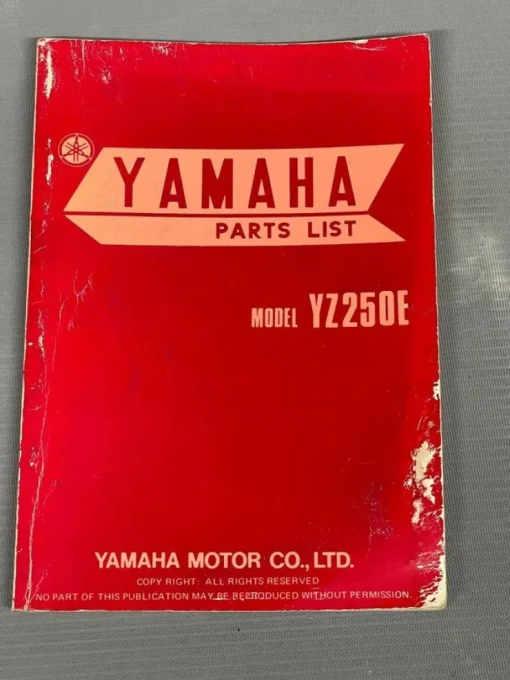 YAMAHA
PARTS LIST
MODEL YZ250E
YAMAHA MOTOR CO., LTD.
COPY RIGHT: ALL RIGHTS RESERVED
NO PART OF THIS PUBLICATION MAY BE REPRODUCED WITHOUT PERMISSION.